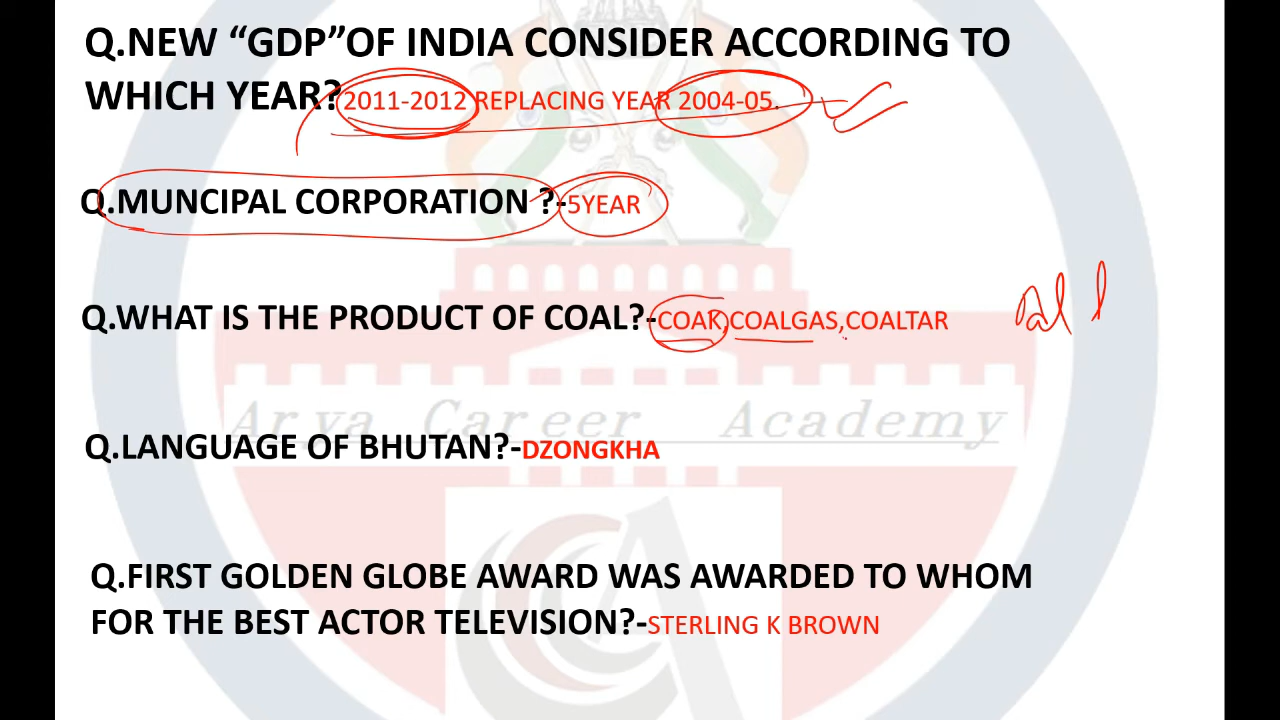 Q.NEW “GDP”OF INDIA CONSIDER ACCORDING TO
WHICH YEAR?2011-2012 REPLACING YEAR 2004-05.
Q.MUNCIPAL CORPORATION ?-5YEAR
Q.WHAT IS THE PRODUCT OF COAL?-COAK,COALGAS,COALTAR
Arya Career Academy
Q.LANGUAGE OF BHUTAN?-DZONGKHA
Q.FIRST GOLDEN GLOBE AWARD WAS AWARDED TO WHOM
FOR THE BEST ACTOR TELEVISION?-STERLING K BROWN